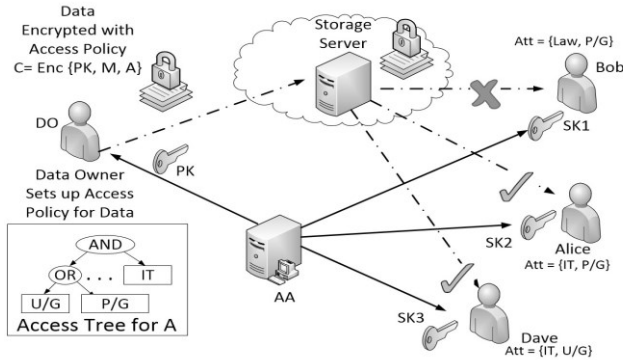 Data
Encrypted with
Access Policy
C= Enc {PK, M, A}
Storage
Server
Att = {Law, P/G}
Bob
DO
SK1
PK
Data Owner
Sets up Access
Policy for Data
AND
OR
. . .
IT
U/G
P/G
Access Tree for A
AA
SK2
Alice
Att = {IT, P/G}
SK3
Dave
Att = {IT, U/G}